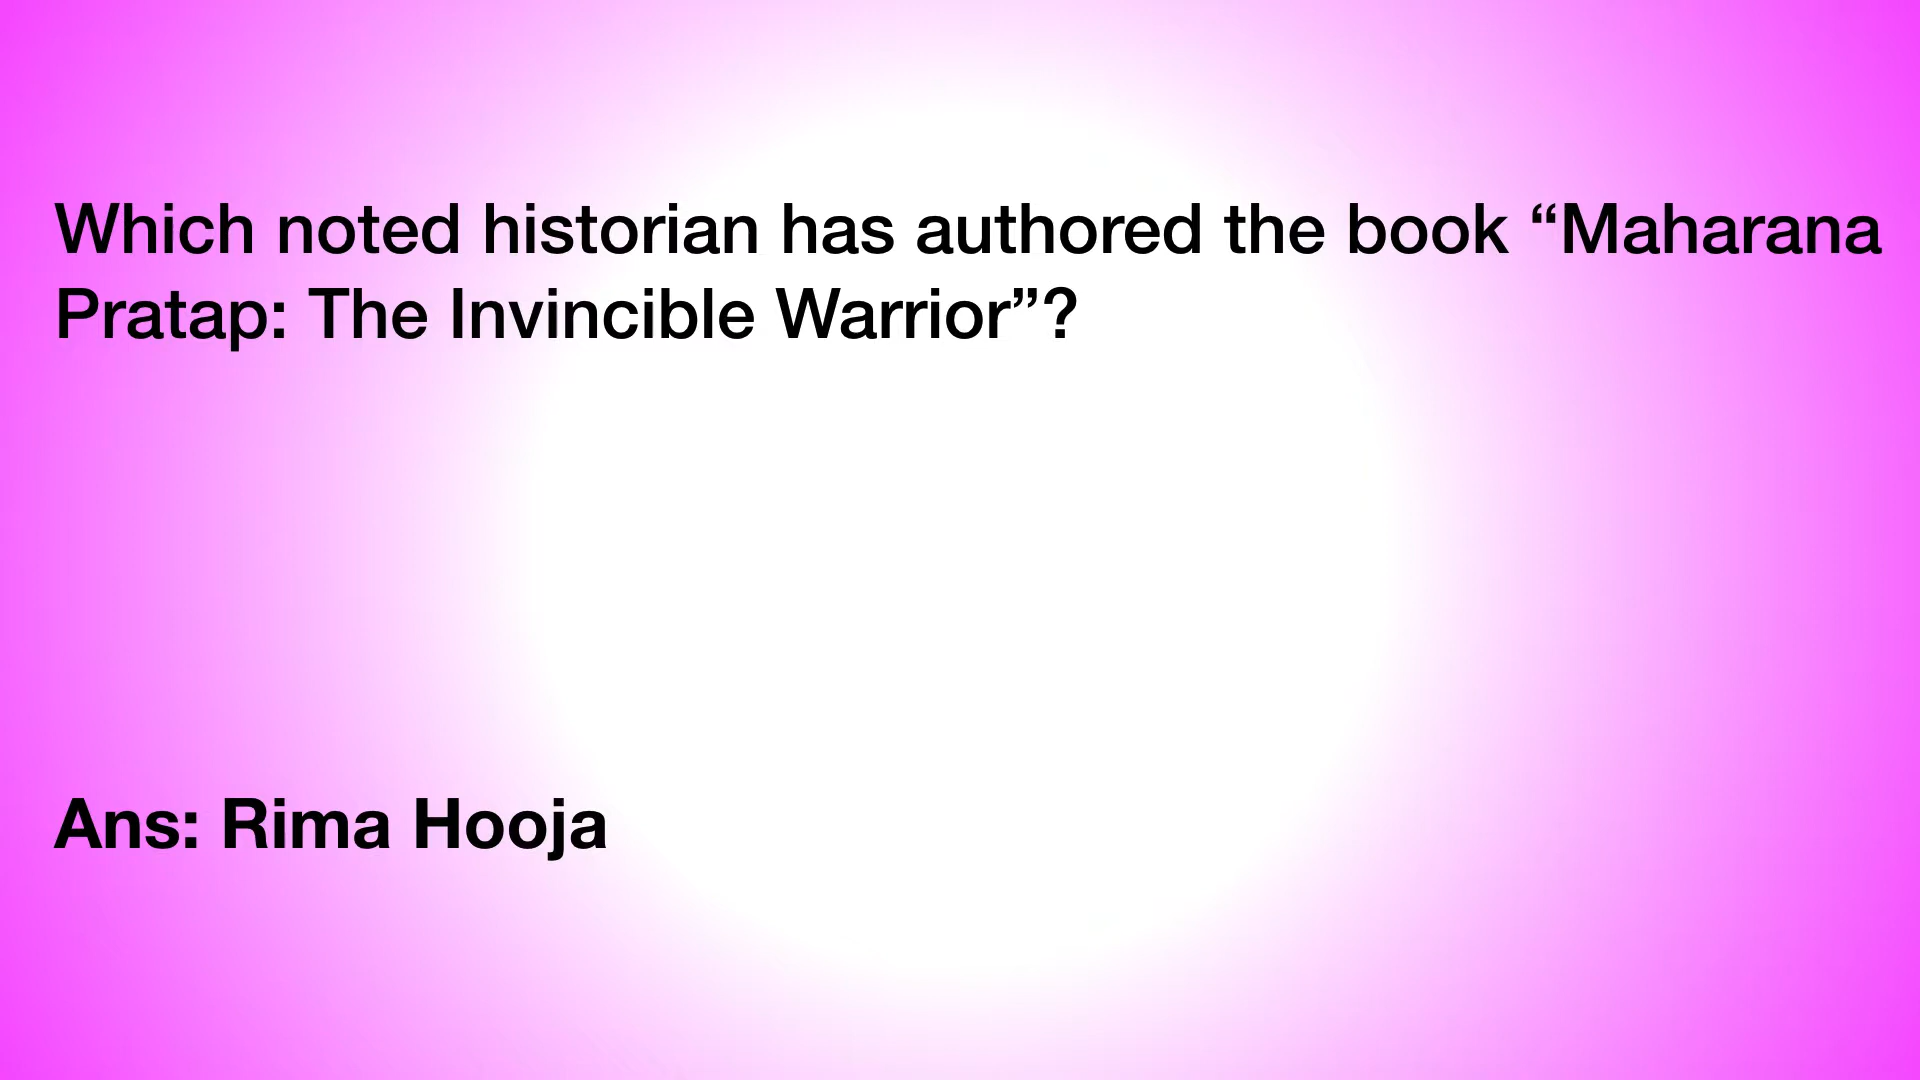 Which noted historian has authored the book “Maharana
Pratap: The Invincible Warrior”?
Ans: Rima Hooja